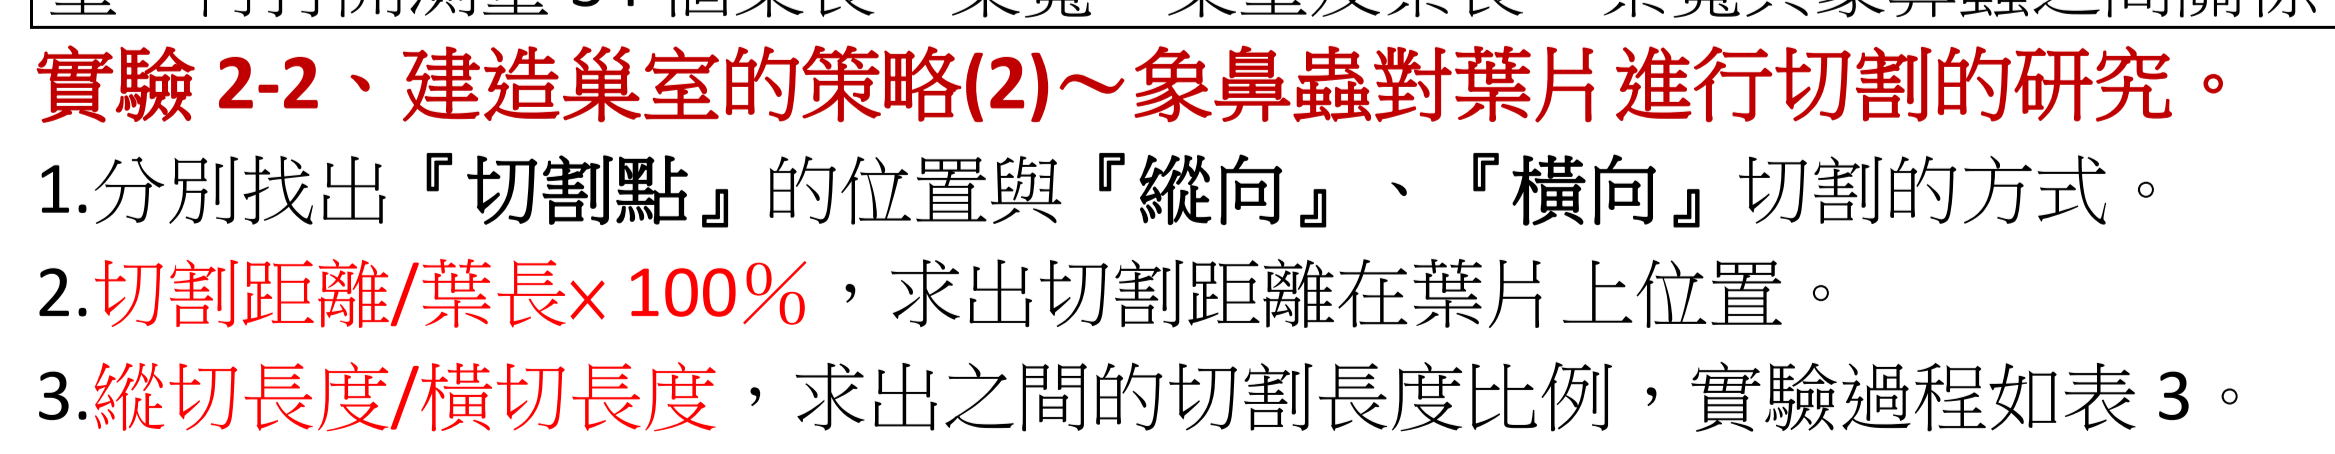 實驗 2-2、建造巢室的策略(2)～象鼻蟲對葉片進行切割的研究。
1.分別找出『切割點』的位置與『縱向』、『橫向』切割的方式。
2.切割距離/葉長x 100％，求出切割距離在葉片上位置。
3.縱切長度/橫切長度，求出之間的切割長度比例，實驗過程如表 3。